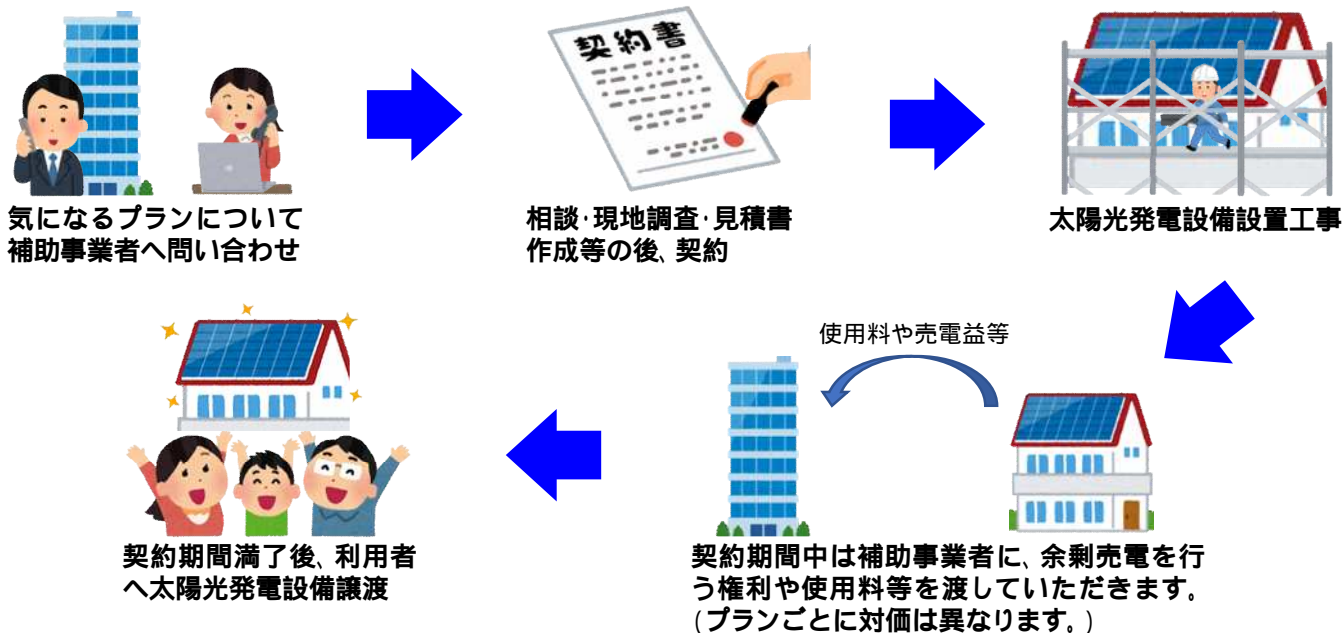 契約書
気になるプランについて
補助事業者へ問い合わせ
相談・現地調査・見積書
作成等の後、契約
太陽光発電設備設置工事
使用料や売電益等
契約期間中は補助事業者に、余剰売電を行
う権利や使用料等を渡していただきます。
(プランごとに対価は異なります。)
契約期間満了後、利用者
へ太陽光発電設備譲渡